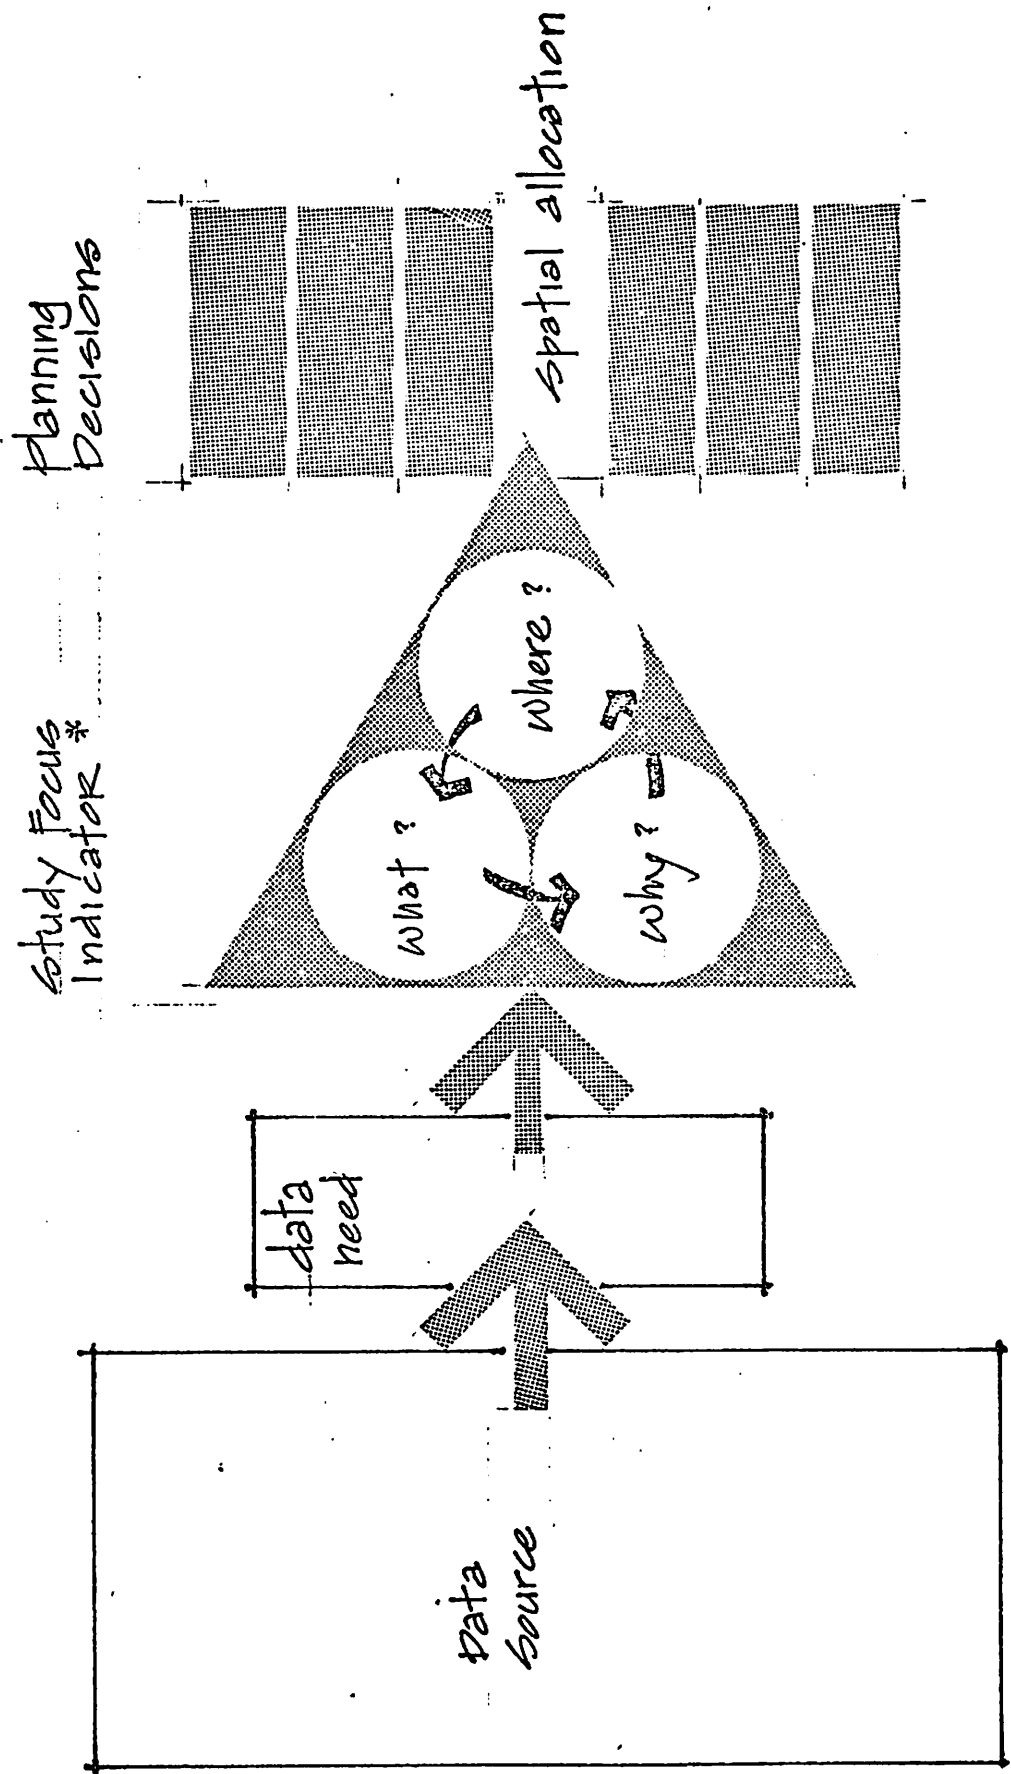 Study Focus
Indicator *
Planning
Decisions
Data
Source
data
need
What ?
Why ?
Where ?
spatial allocation